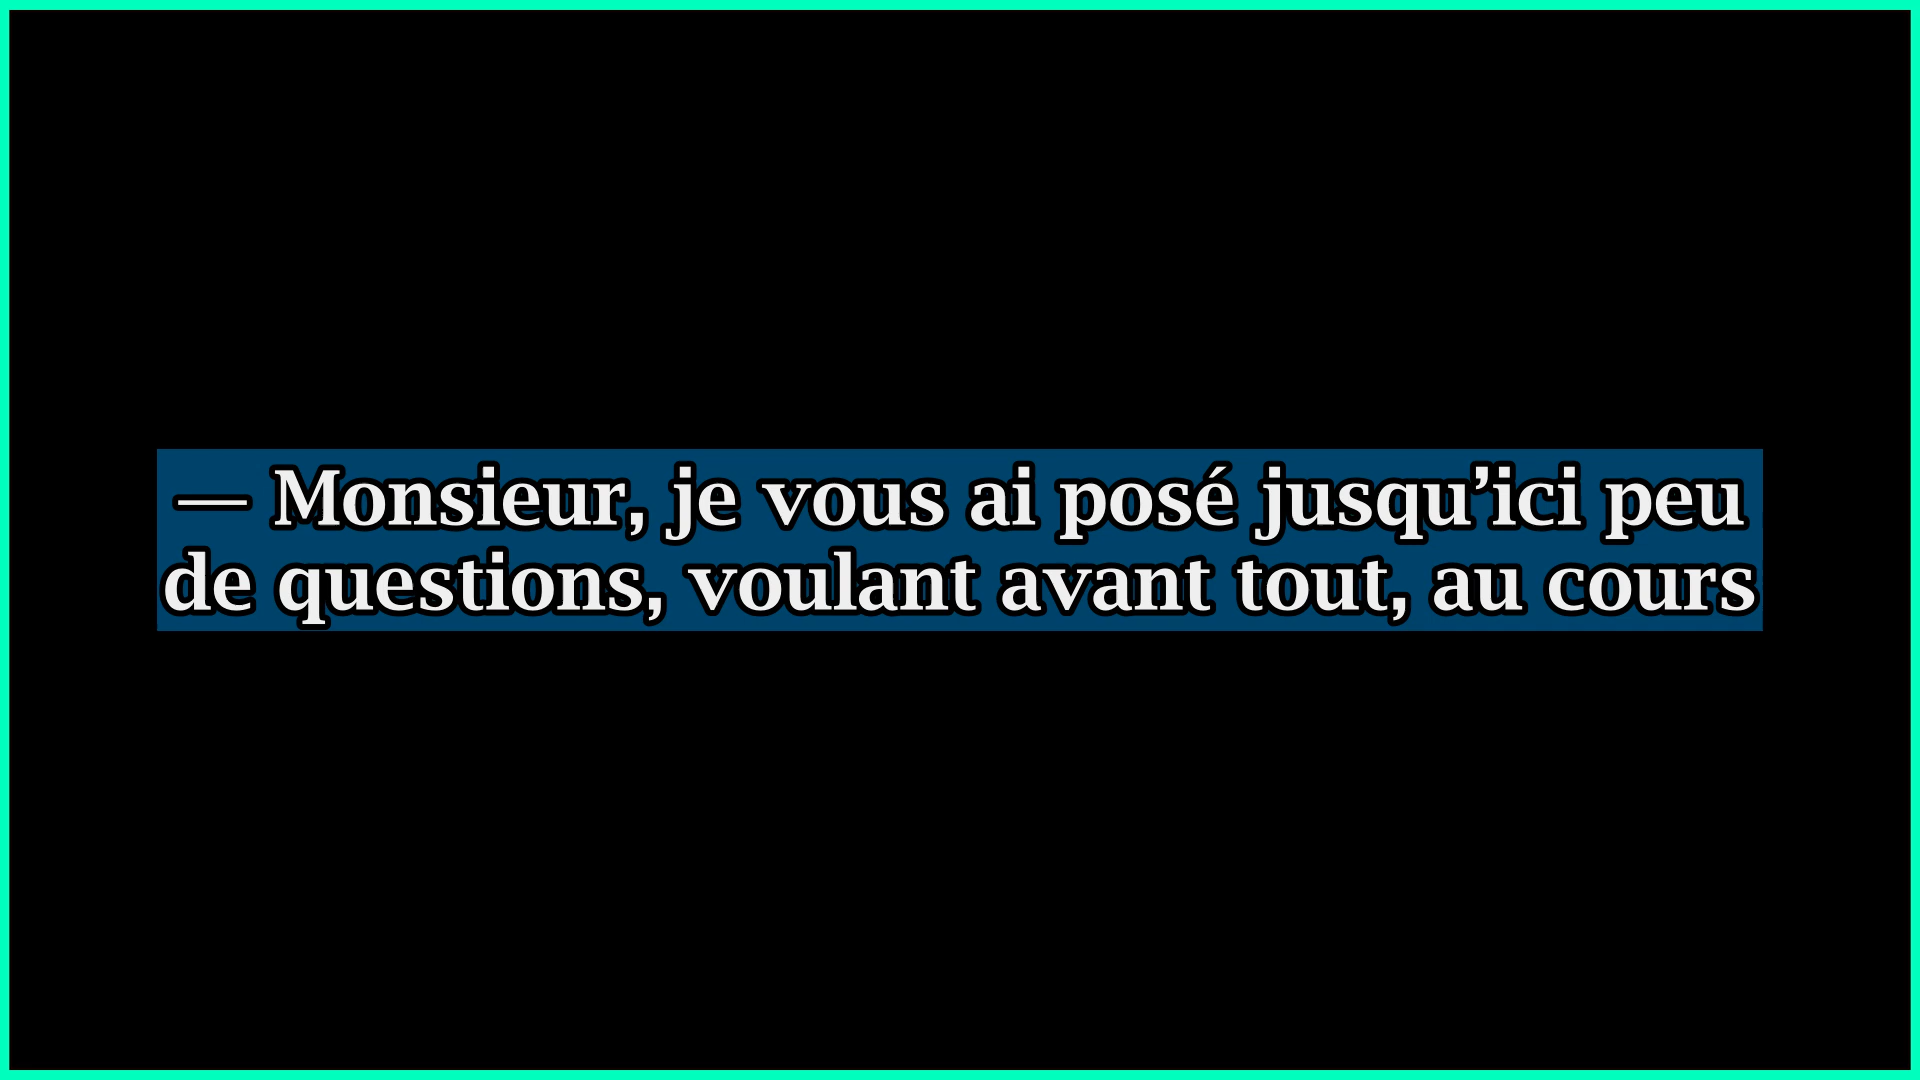 — Monsieur, je vous ai posé jusqu’ici peu
de questions, voulant avant tout, au cours